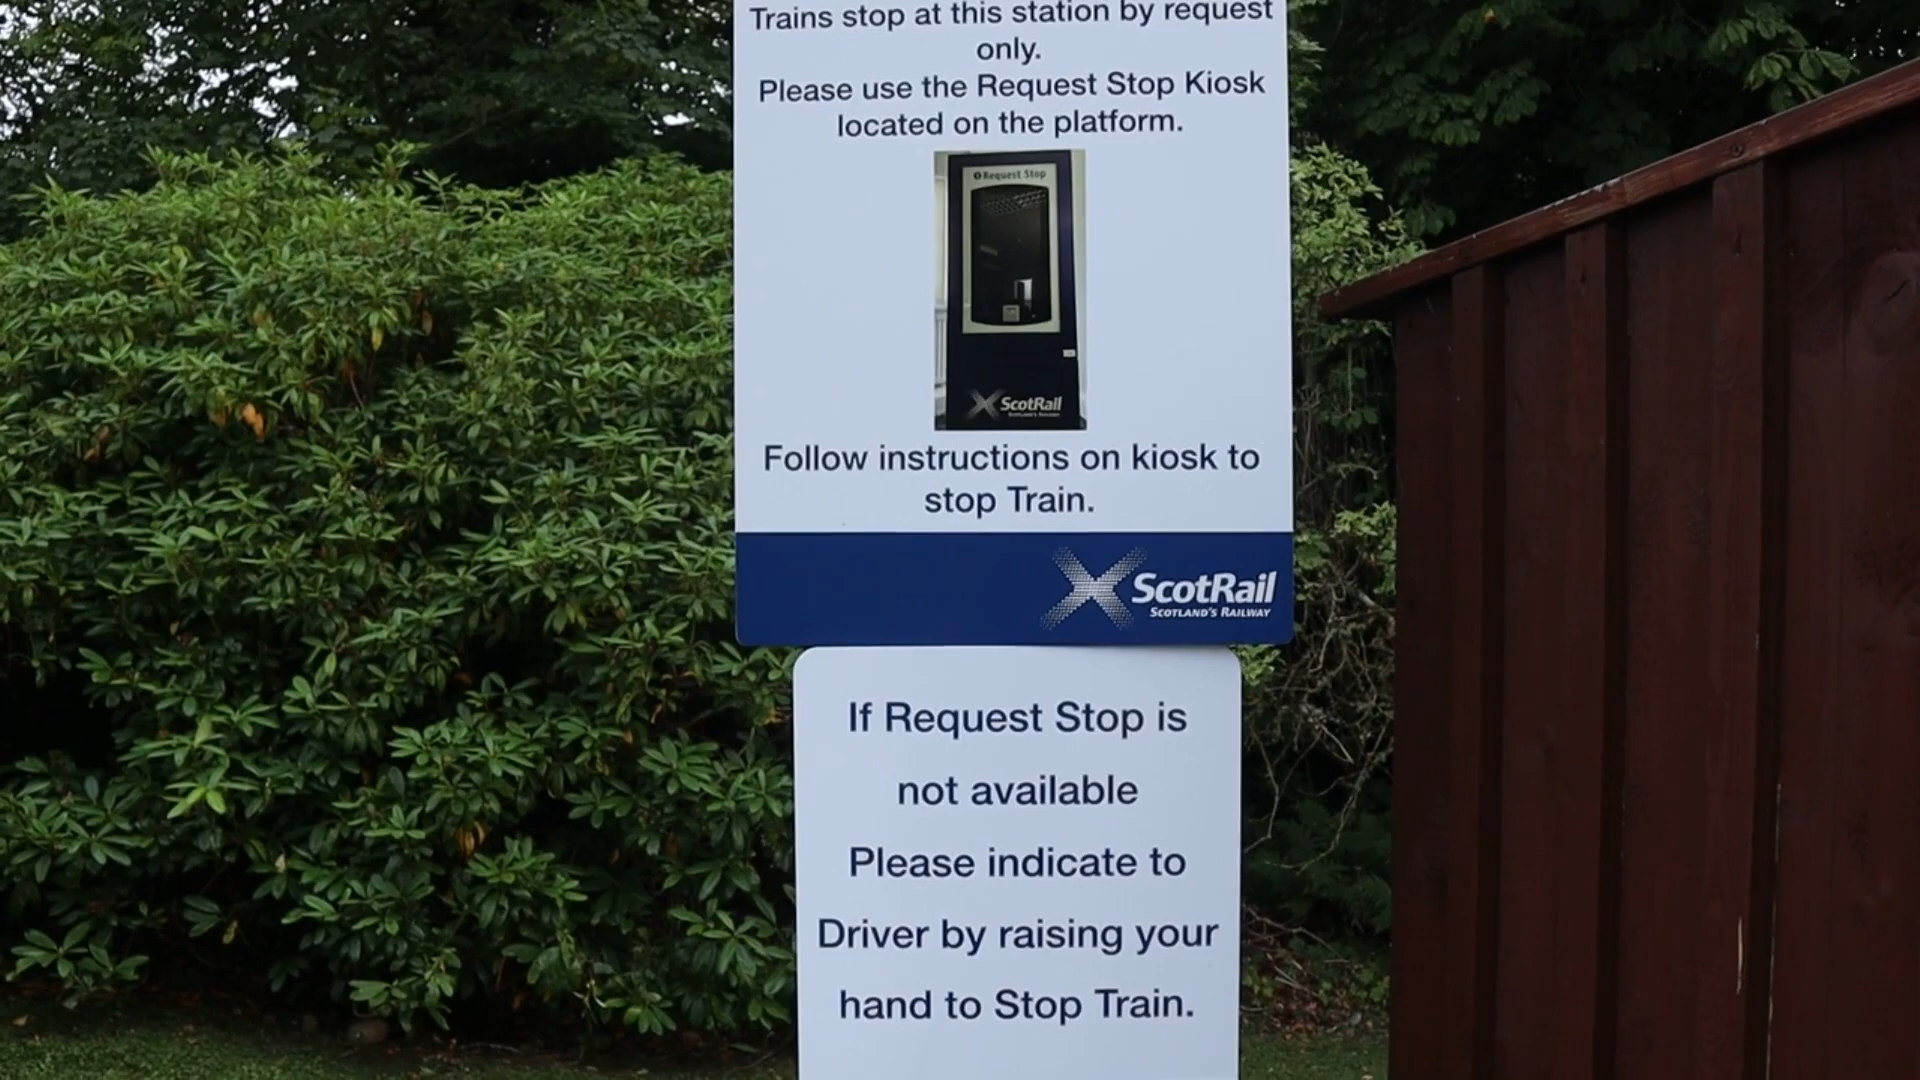 Trains stop at this station by request
only.
Please use the Request Stop Kiosk
located on the platform.
Request Stop
ScotRail
Follow instructions on kiosk to
stop Train.
ScotRail
SCOTLAND'S RAILWAY
If Request Stop is
not available
Please indicate to
Driver by raising your
hand to Stop Train.